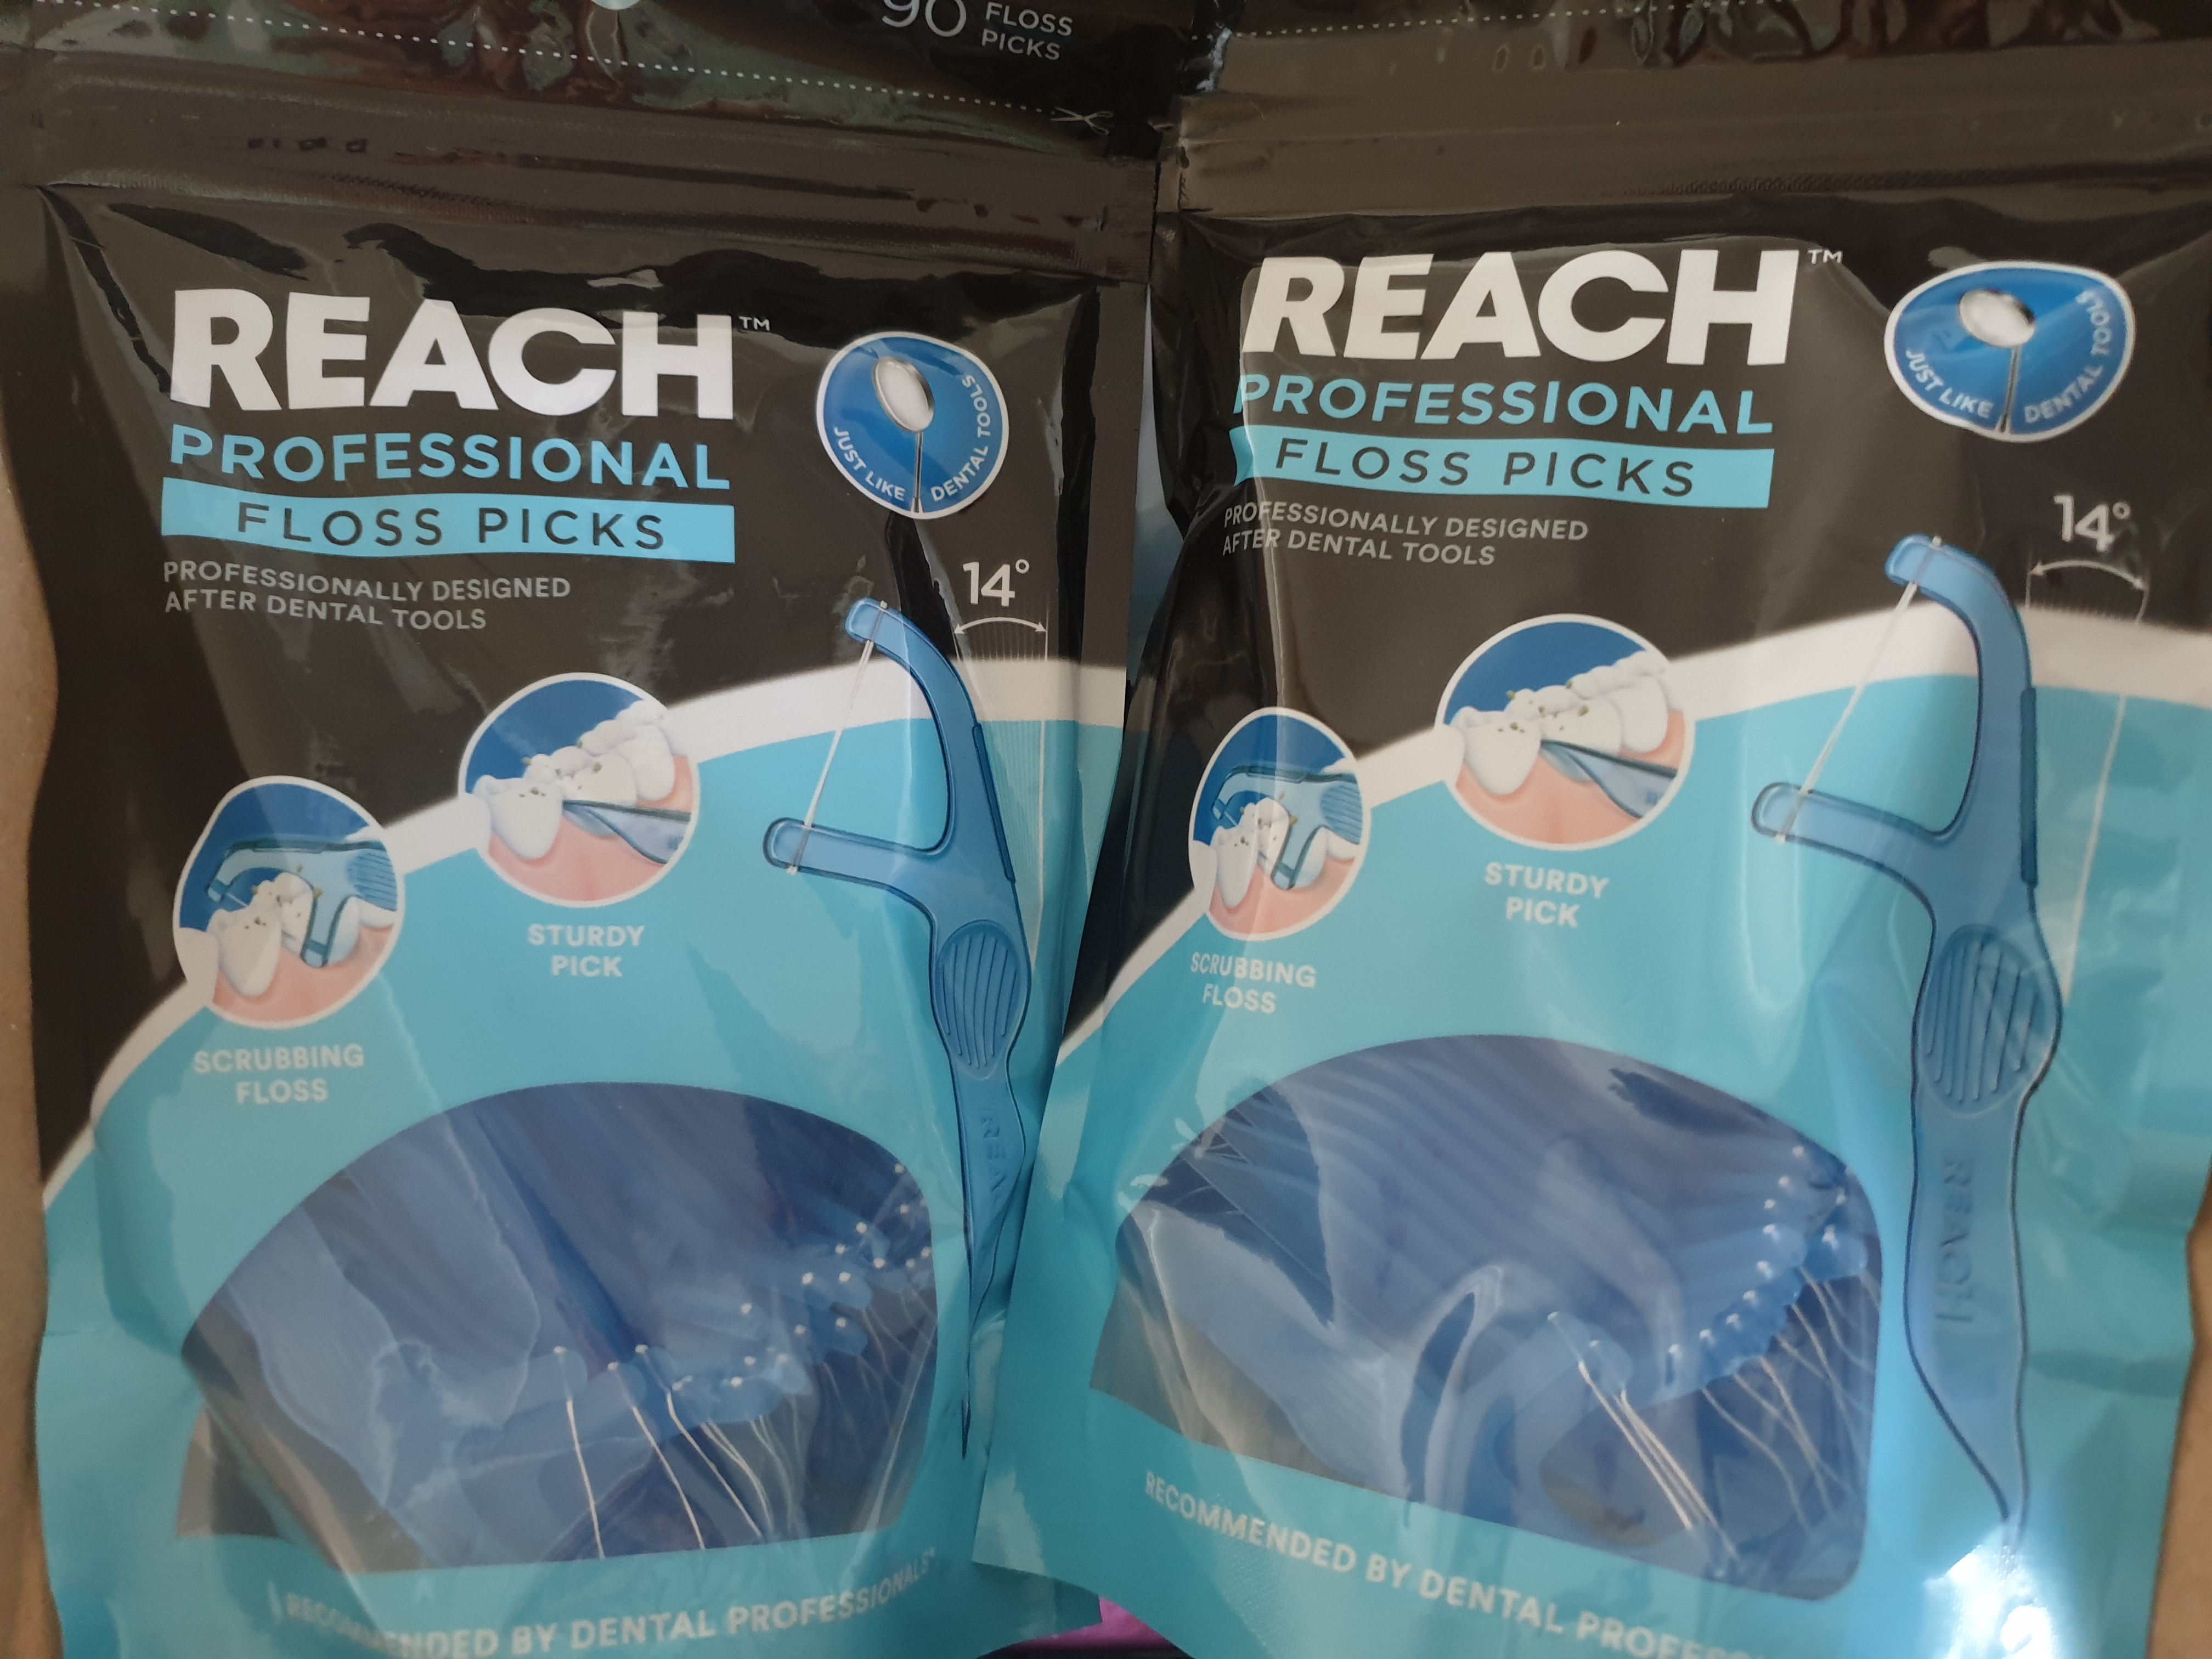 90 FLOSS
PICKS
REACH™
PROFESSIONAL
FLOSS PICKS
PROFESSIONALLY DESIGNED
AFTER DENTAL TOOLS
JUST LIKE DENTAL TOOLS
14°
STURDY
PICK
SCRUBBING
FLOSS
RECOMMENDED BY DENTAL PROFESSIONALS*
REACH™
PROFESSIONAL
FLOSS PICKS
PROFESSIONALLY DESIGNED
AFTER DENTAL TOOLS
JUST LIKE DENTAL TOOLS
14°
STURDY
PICK
SCRUBBING
FLOSS
REACH
RECOMMENDED BY DENTAL